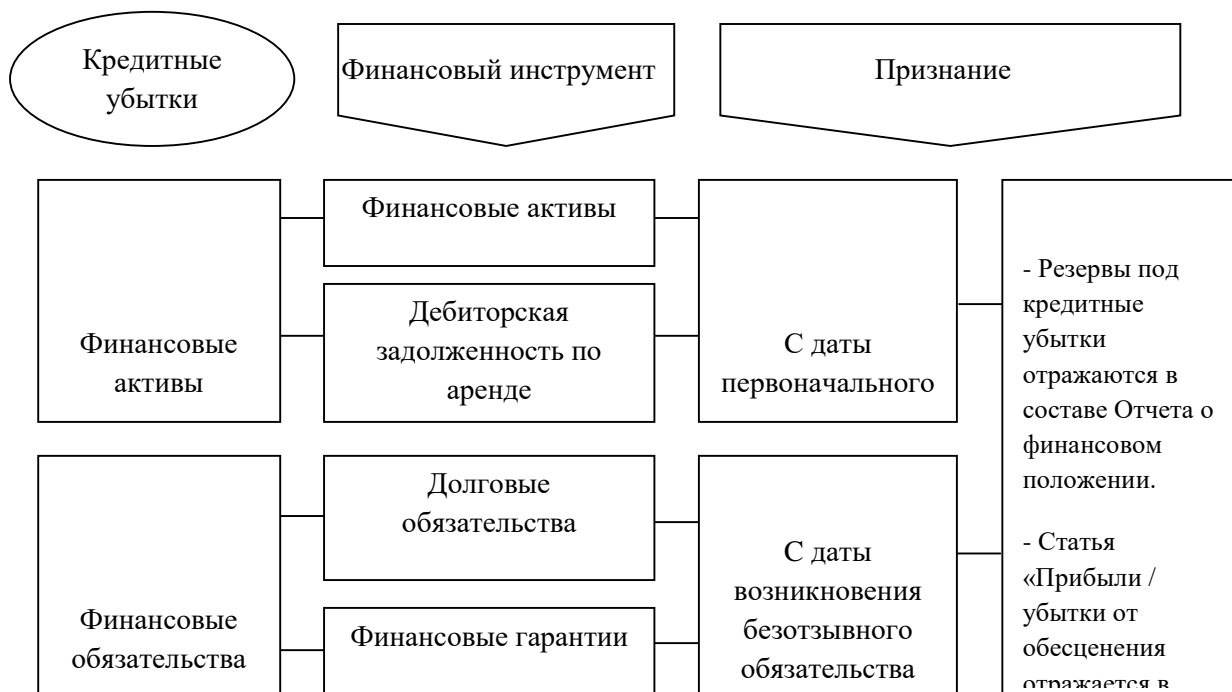 Кредитные
убытки
Финансовый инструмент
Признание
Финансовые
активы
Финансовые активы
Дебиторская
задолженность по
аренде
С даты
первоначального
Финансовые
обязательства
Долговые
обязательства
Финансовые гарантии
С даты
возникновения
безотзывного
обязательства
- Резервы под
кредитные
убытки
отражаются в
составе Отчета о
финансовом
положении.
- Статья
«Прибыли /
убытки от
обесценения
отражается в